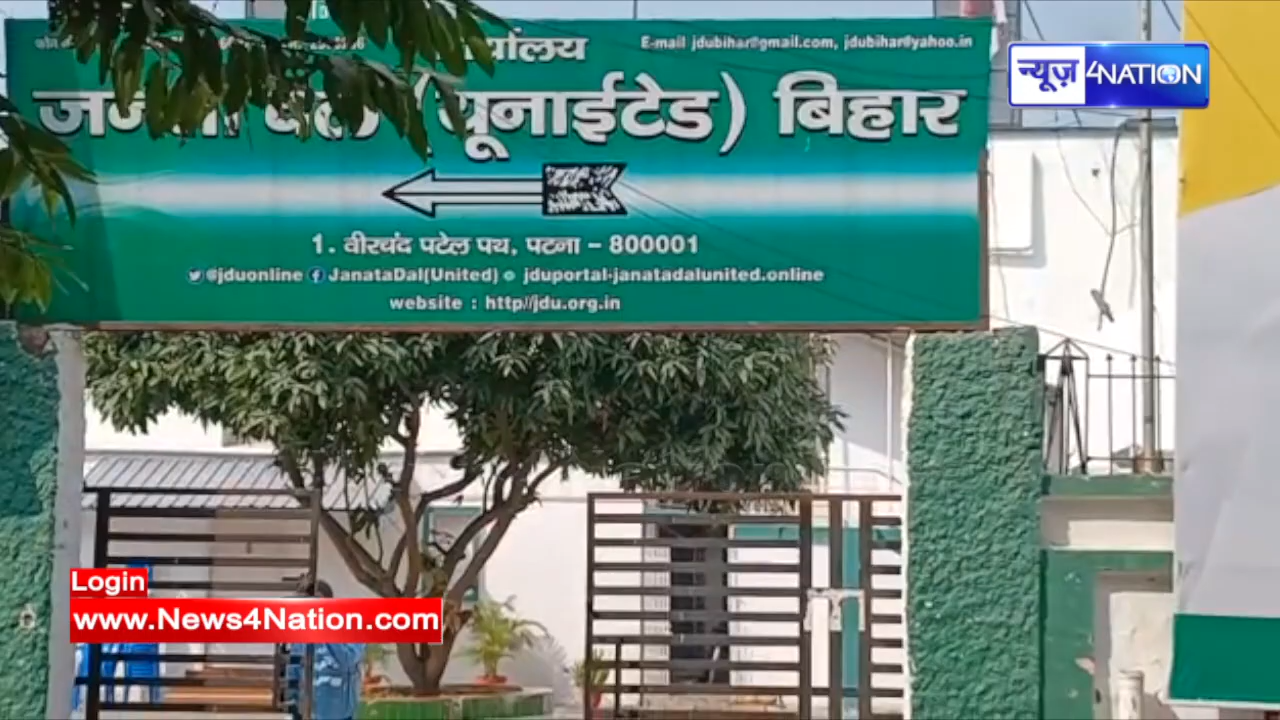 E-mail jdubihar@gmail.com, jdubihar@yahoo.in
(यूनाईटेड) बिहार
1. वीरचंद पटेल पथ, पटना – 800001
@jduonline JanataDal(United) jduportal-janatadalunited.online
website : http//jdu.org.in
न्यूज़ 4NATION
Login
www.News4Nation.com